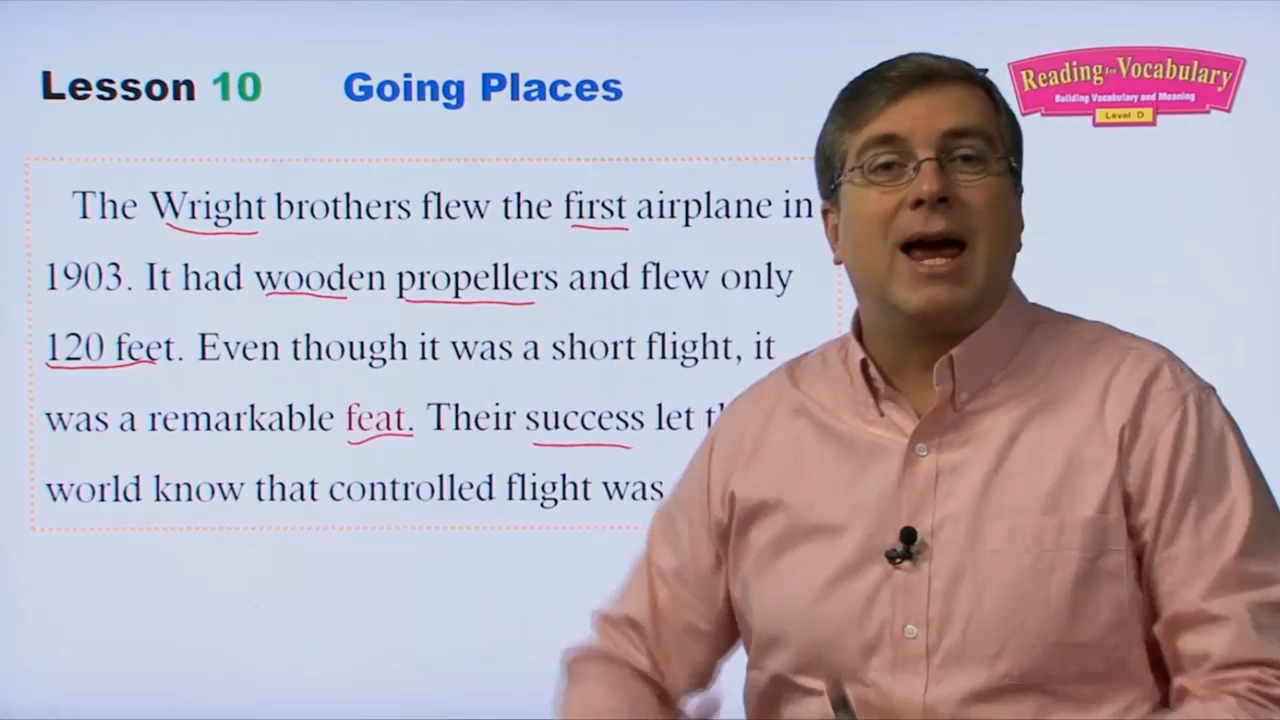 Lesson 10 Going Places
Reading for Vocabulary
Building Vocabulary and Meaning
Level D
The Wright brothers flew the first airplane in
1903. It had wooden propellers and flew only
120 feet. Even though it was a short flight, it
was a remarkable feat. Their success let
world know that controlled flight was